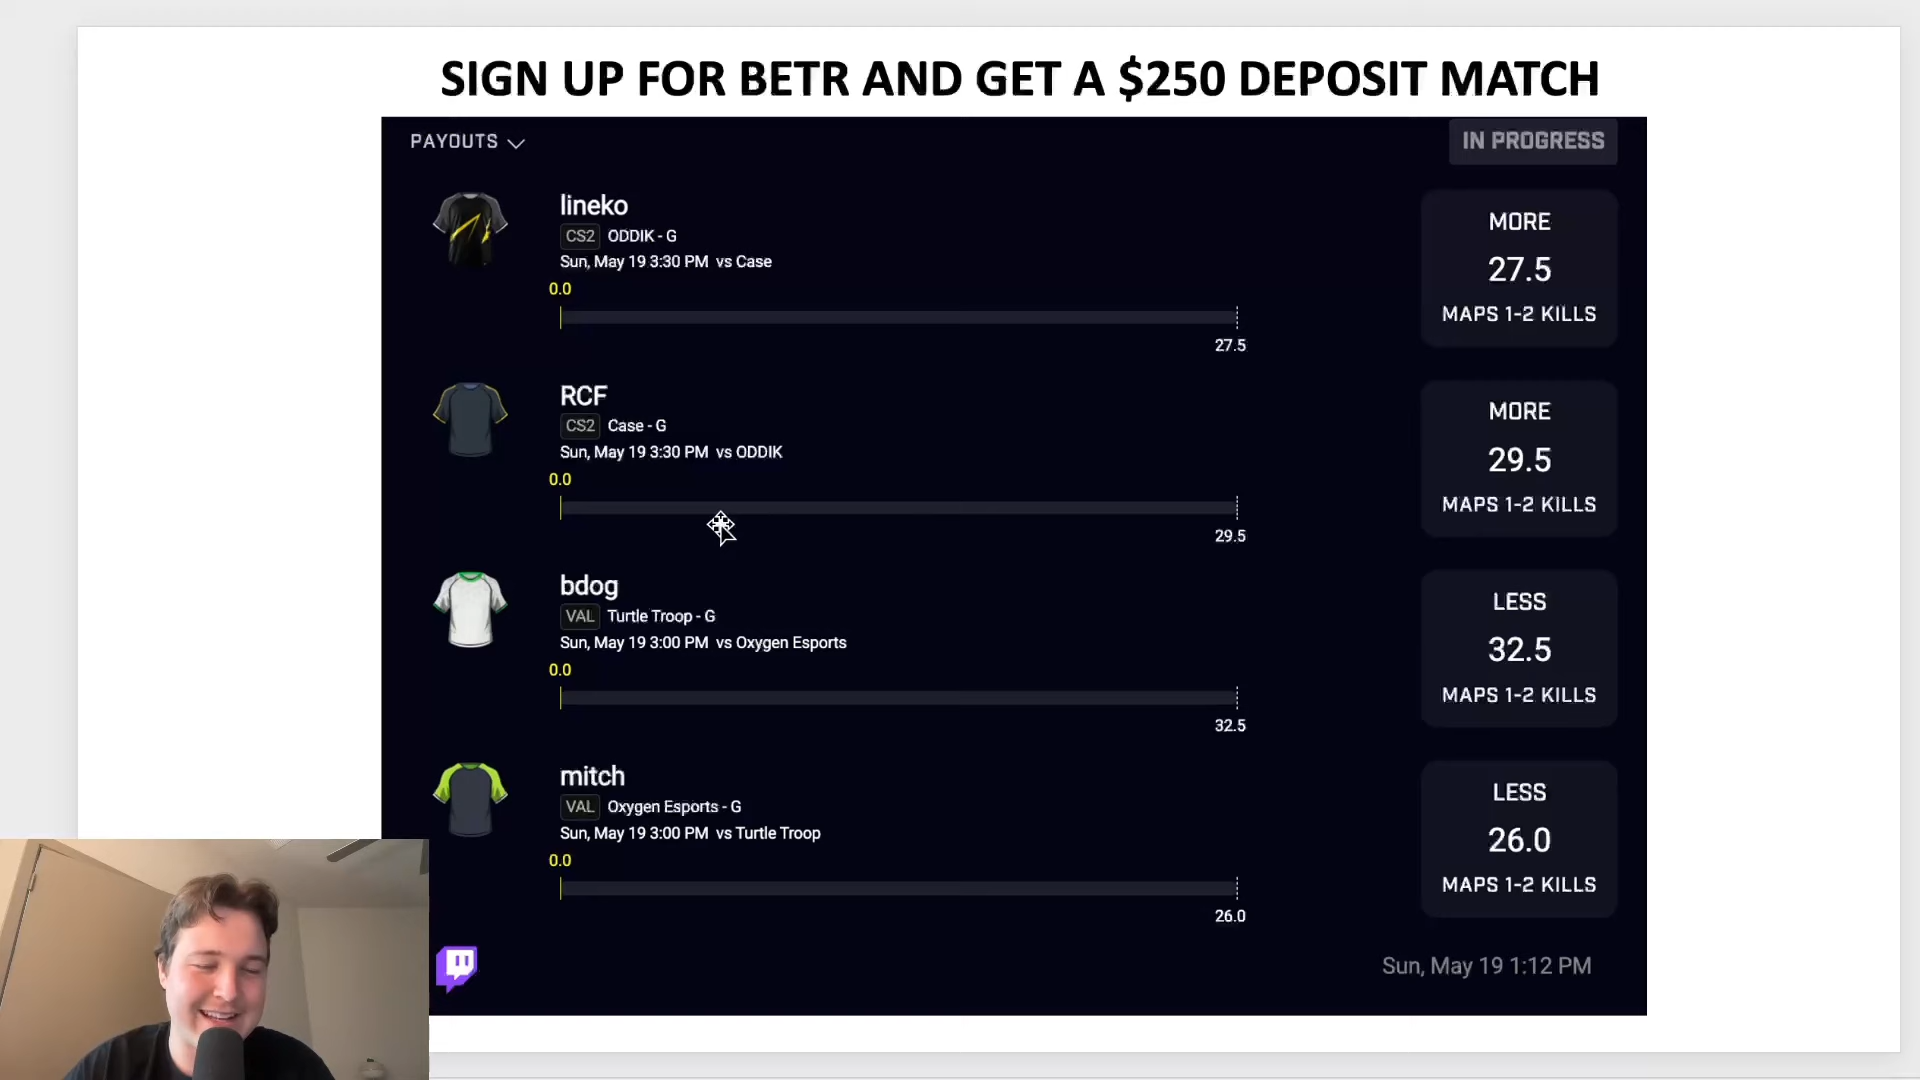 SIGN UP FOR BETR AND GET A $250 DEPOSIT MATCH
PAYOUTS
IN PROGRESS
lineko
CS2 ODDIK - G
Sun, May 19 3:30 PM vs Case
0.0
27.5
MORE
27.5
MAPS 1-2 KILLS
RCF
CS2 Case - G
Sun, May 19 3:30 PM vs ODDIK
0.0
29.5
MORE
29.5
MAPS 1-2 KILLS
bdog
VAL Turtle Troop - G
Sun, May 19 3:00 PM vs Oxygen Esports
0.0
32.5
LESS
32.5
MAPS 1-2 KILLS
mitch
VAL Oxygen Esports - G
Sun, May 19 3:00 PM vs Turtle Troop
0.0
26.0
LESS
26.0
MAPS 1-2 KILLS
Sun, May 19 1:12 PM